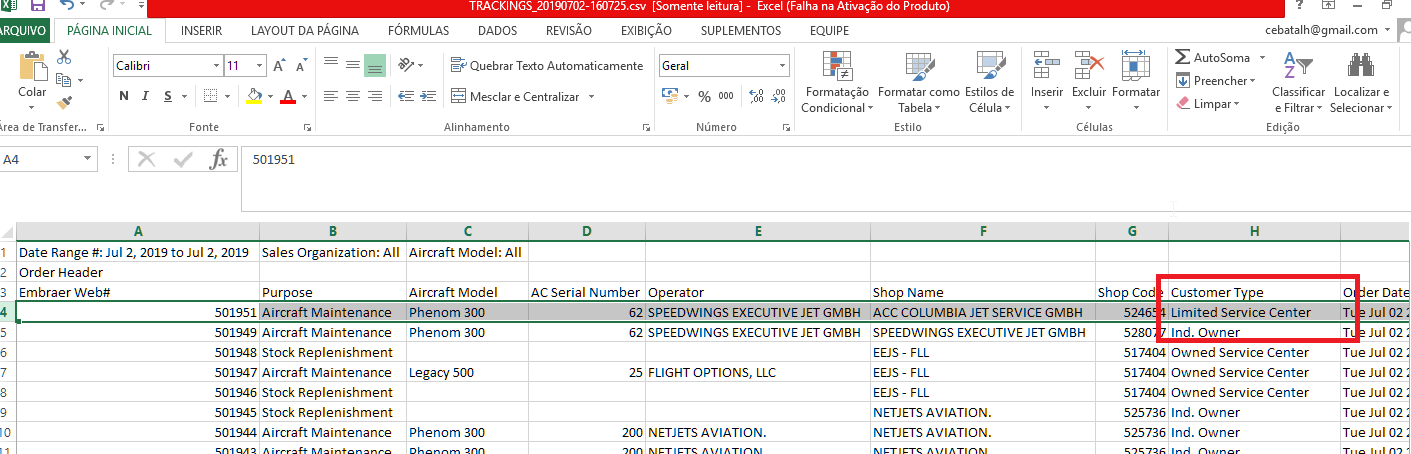 TRACKINGS_20190702-160725.csv [Somente leitura] - Excel (Falha na Ativação do Produto)
ARQUIVO PÁGINA INICIAL INSERIR LAYOUT DA PÁGINA FÓRMULAS DADOS REVISÃO EXIBIÇÃO SUPLEMENTOS EQUIPE cebatalh@gmail.com
Calibri 11 Quebrar Texto Automaticamente Geral AutoSoma
Preencher
Colar Formatação Formatar como Estilos de Inserir Excluir Formatar Classificar Localizar e
N I S A Mesclar e Centralizar % 000 Condicional Tabela Célula Limpar e Filtrar Selecionar
Área de Transfer... Fonte Alinhamento Número Estilo Células Edição
A4 fx 501951
A B C D E F G H
1 Date Range #: Jul 2, 2019 to Jul 2, 2019 Sales Organization: All Aircraft Model: All
2 Order Header
3 Embraer Web# Purpose Aircraft Model AC Serial Number Operator Shop Name Shop Code Customer Type Order Date
4 501951 Aircraft Maintenance Phenom 300 62 SPEEDWINGS EXECUTIVE JET GMBH ACC COLUMBIA JET SERVICE GMBH 524654 Limited Service Center Tue Jul 02 2
5 501949 Aircraft Maintenance Phenom 300 62 SPEEDWINGS EXECUTIVE JET GMBH SPEEDWINGS EXECUTIVE JET GMBH 528077 Ind. Owner Tue Jul 02 2
6 501948 Stock Replenishment EEJS - FLL 517404 Owned Service Center Tue Jul 02 2
7 501947 Aircraft Maintenance Legacy 500 25 FLIGHT OPTIONS, LLC EEJS - FLL 517404 Owned Service Center Tue Jul 02 2
8 501946 Stock Replenishment EEJS - FLL 517404 Owned Service Center Tue Jul 02 2
9 501945 Stock Replenishment NETJETS AVIATION. 525736 Ind. Owner Tue Jul 02 2
10 501944 Aircraft Maintenance Phenom 300 200 NETJETS AVIATION. NETJETS AVIATION. 525736 Ind. Owner Tue Jul 02 2
11 501943 Aircraft Maintenance Phenom 300 200 NETJETS AVIATION. NETJETS AVIATION. 525736 Ind. Owner Tue Jul 02 2